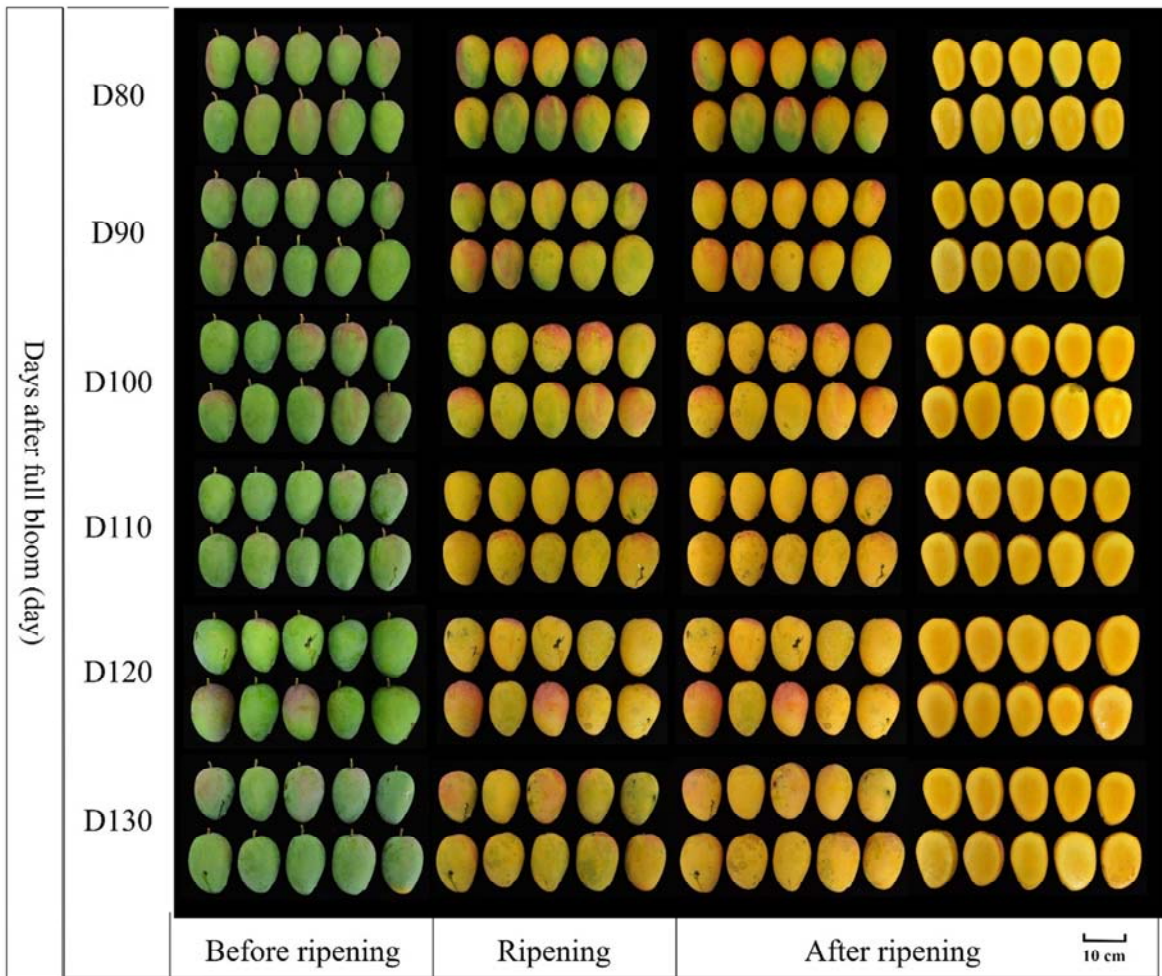 Days after full bloom (day)
D80
D90
D100
D110
D120
D130
Before ripening
Ripening
After ripening
10 cm